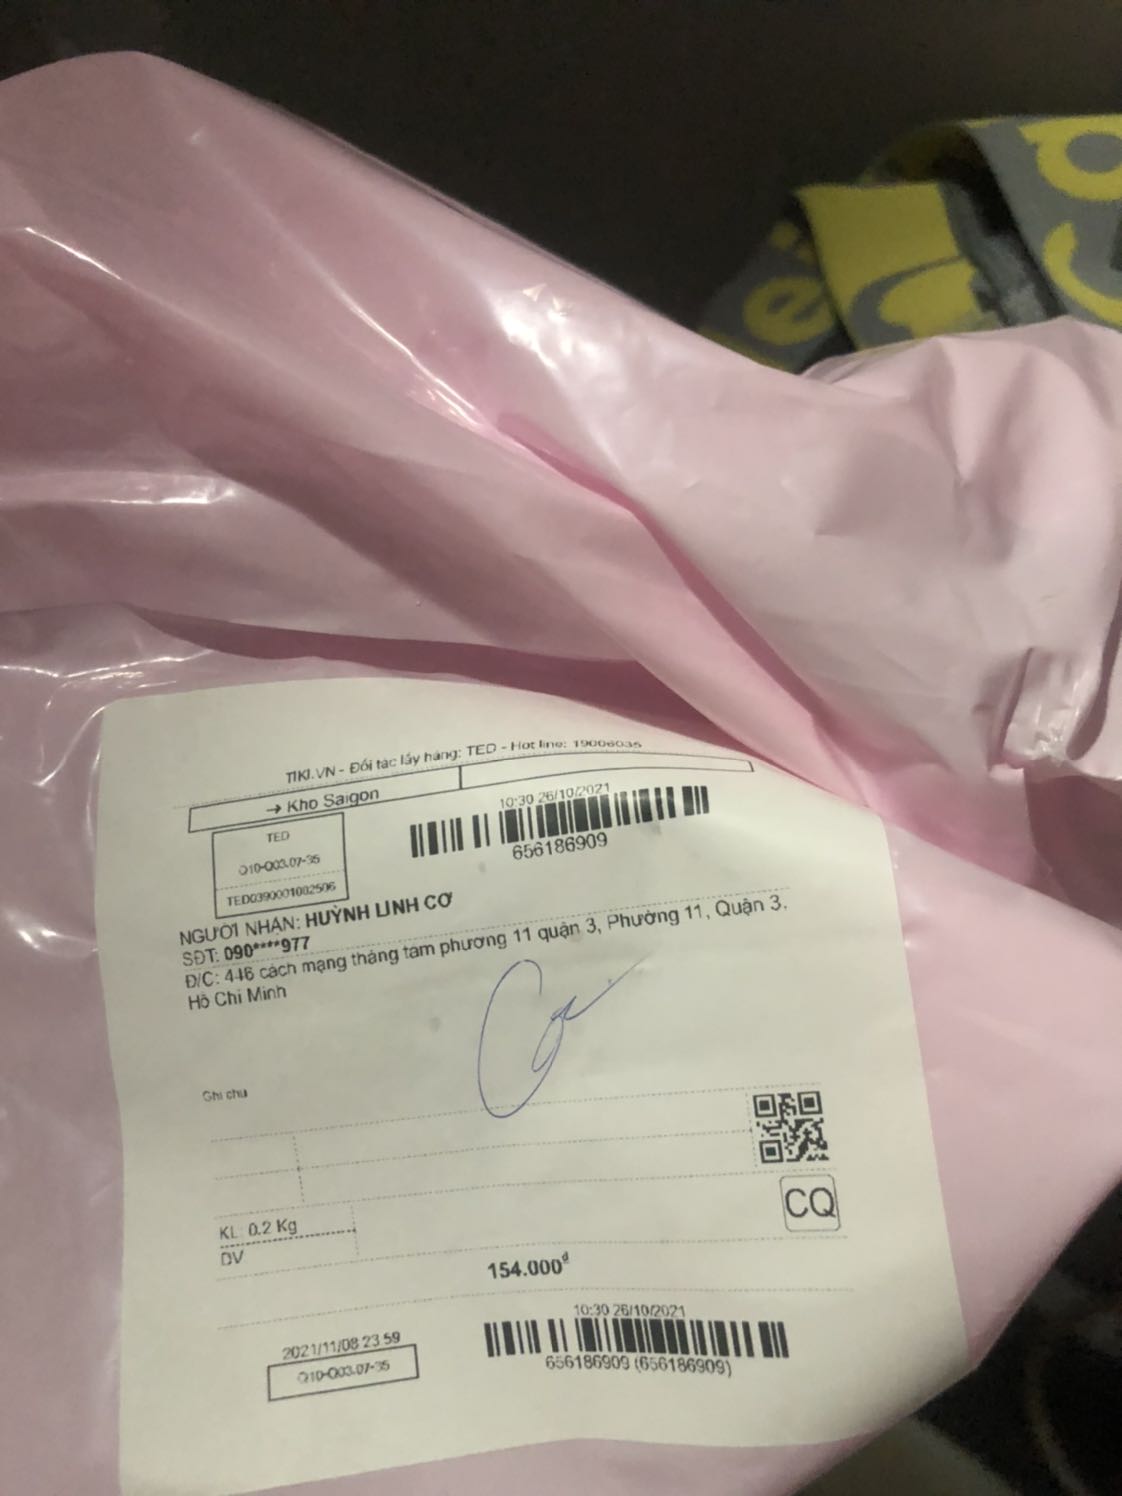 TIKI.VN - Đối tác lấy hàng: TED - Hot line: 19006035
→ Kho Saigon
10:30 26/10/2021
656186909
TED
Q10-Q03.07-35
TED0390001002506
NGƯỜI NHẬN: HUỲNH LINH CƠ
SĐT: 090****977
Đ/C: 446 cách mạng tháng tám phương 11 quận 3, Phường 11, Quận 3,
Hồ Chí Minh
Ghi chú
CQ
KL: 0.2 Kg
DV
154.000đ
10:30 26/10/2021
656186909 (656186909)
2021/11/08 23 59
Q10-Q03.07-35